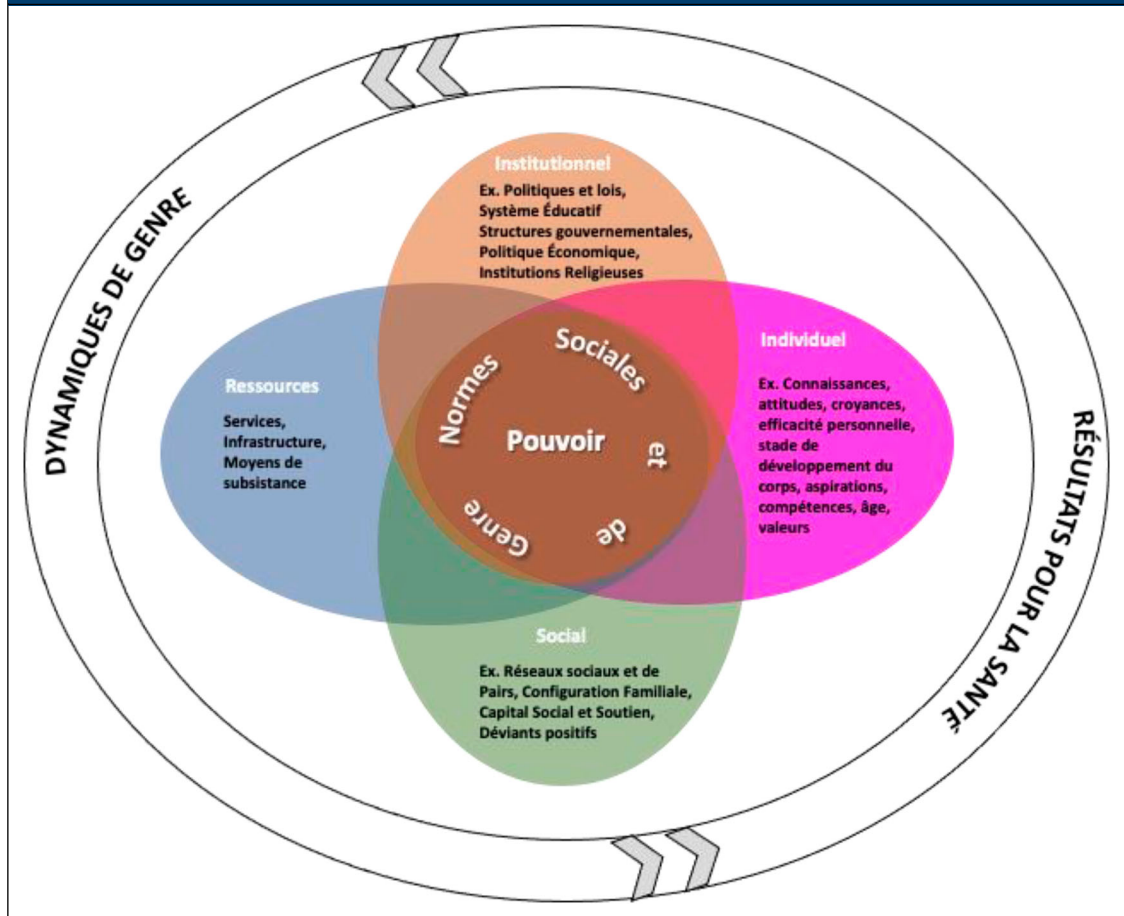 DYNAMIQUES DE GENRE
Institutionnel
Ex. Politiques et lois,
Système Éducatif
Structures gouvernementales,
Politique Économique,
Institutions Religieuses
Ressources
Services,
Infrastructure,
Moyens de
subsistance
Normes
Sociales
et
de
Genre
Pouvoir
Individuel
Ex. Connaissances,
attitudes, croyances,
efficacité personnelle,
stade de
développement du
corps, aspirations,
compétences, âge,
valeurs
Social
Ex. Réseaux sociaux et de
Pairs, Configuration Familiale,
Capital Social et Soutien,
Déviants positifs
RÉSULTATS POUR LA SANTÉ